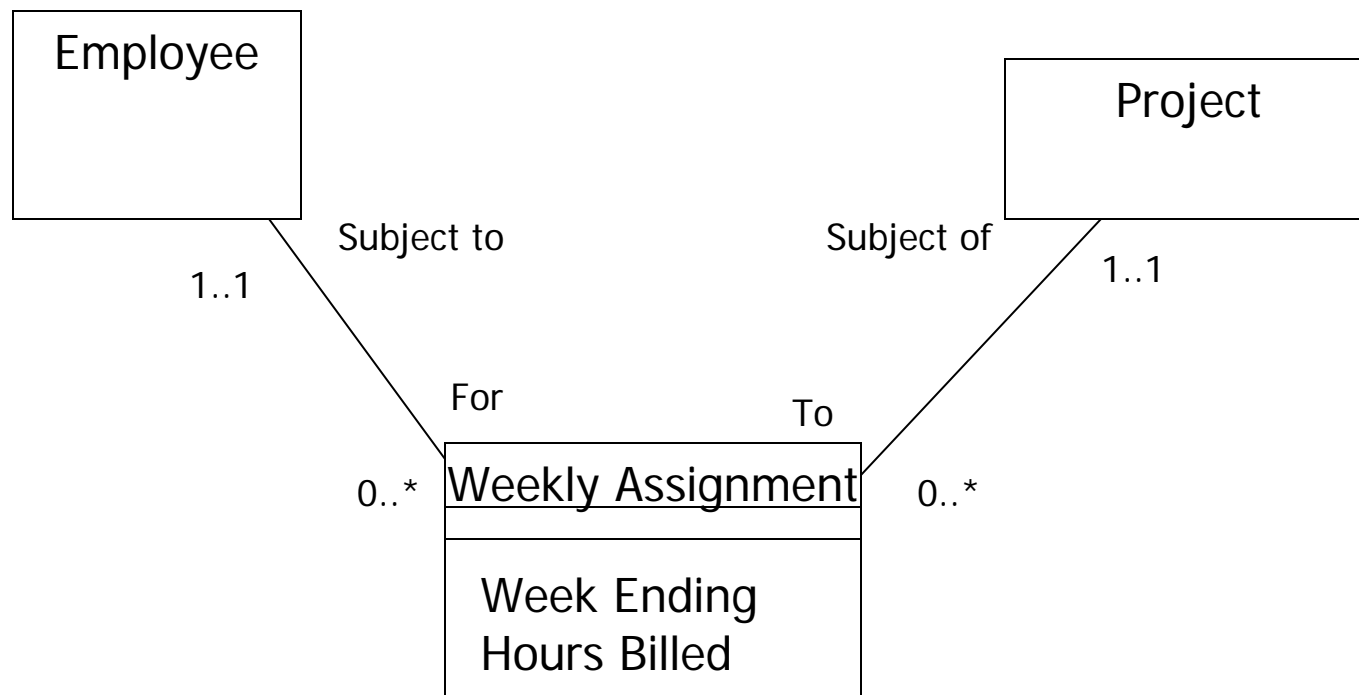 Employee
Project
Subject to
Subject of
1..1
1..1
For
To
0..*
Weekly Assignment
0..*
Week Ending
Hours Billed